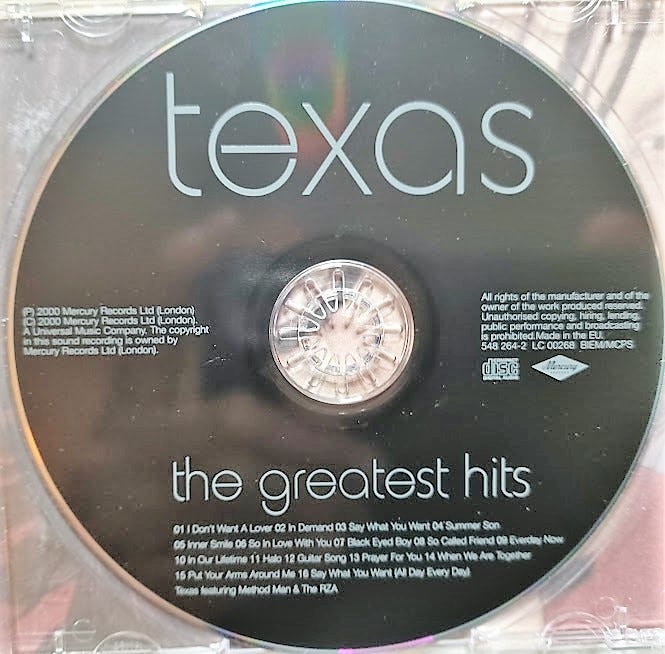 texas
(P) 2000 Mercury Records Ltd (London)
(C) 2000 Mercury Records Ltd (London).
A Universal Music Company. The copyright
in this sound recording is owned by
Mercury Records Ltd (London).
All rights of the manufacturer and of the
owner of the work produced reserved.
Unauthorised copying, hiring, lending,
public performance and broadcasting
is prohibited.Made in the EU.
548 264-2 LC 00268 BIEM/MCPS
COMPACT
disc
DIGITAL AUDIO
Mercury
the greatest hits
01 I Don't Want A Lover 02 In Demand 03 Say What You Want 04 Summer Son
05 Inner Smile 06 So In Love With You 07 Black Eyed Boy 08 So Called Friend 09 Everday Now
10 In Our Lifetime 11 Halo 12 Guitar Song 13 Prayer For You 14 When We Are Together
15 Put Your Arms Around Me 16 Say What You Want (All Day Every Day)
Texas featuring Method Man & The RZA